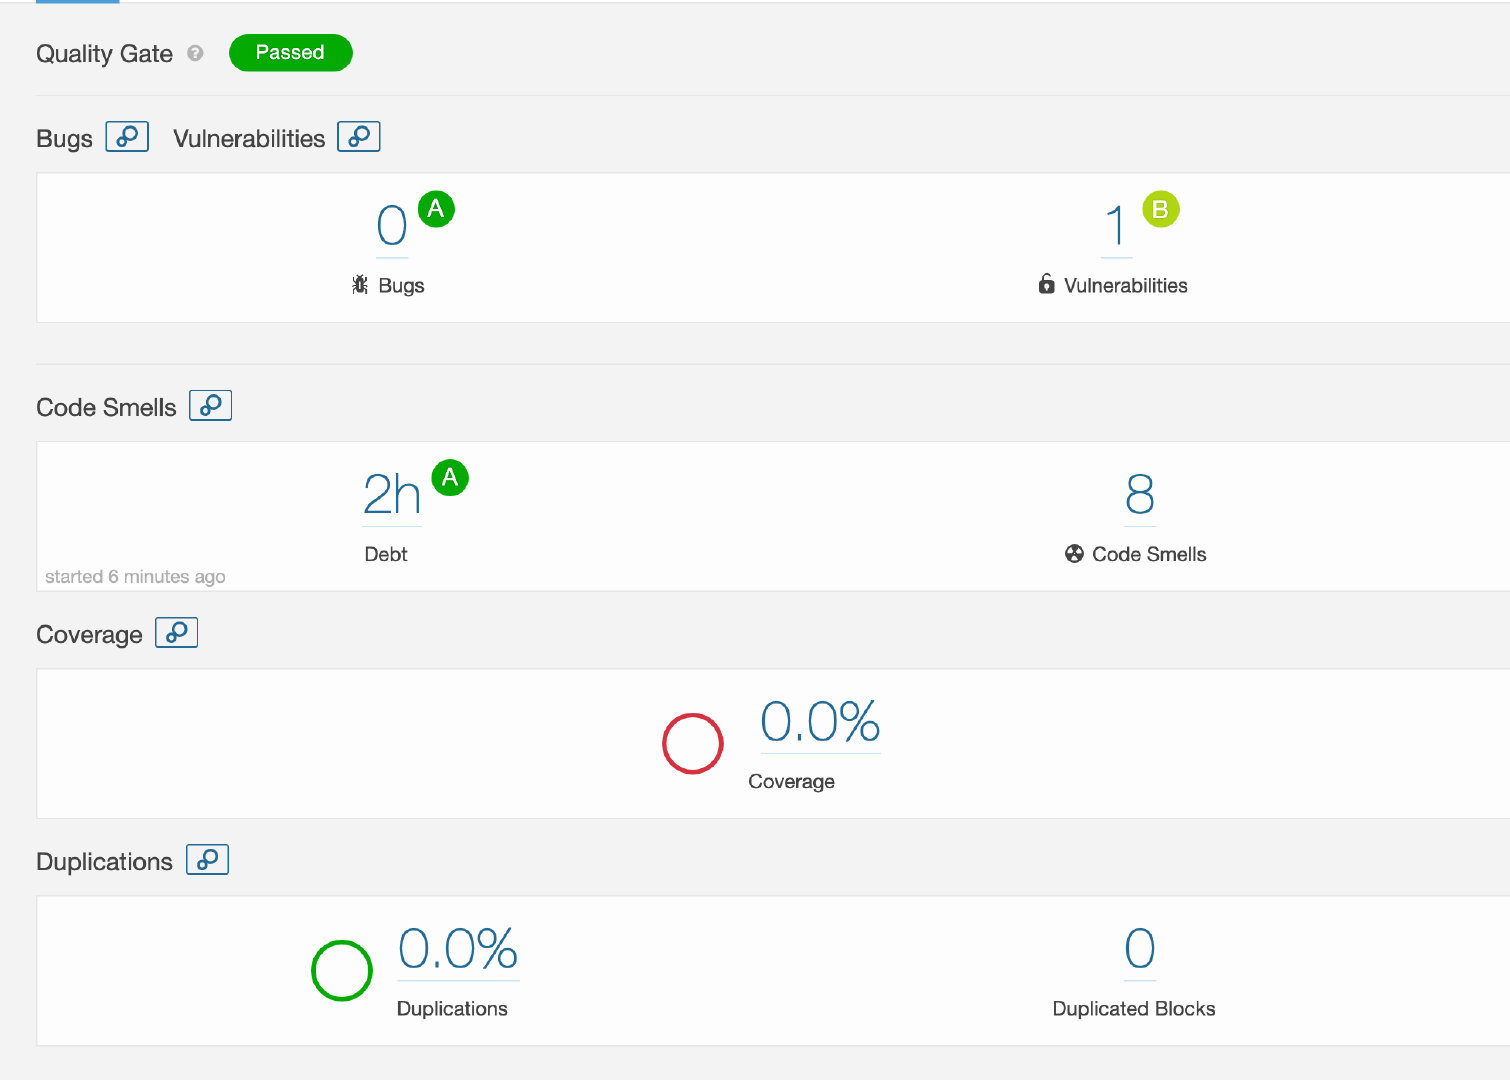 Quality Gate ? Passed
Bugs Vulnerabilities
0 A 1 B
Bugs Vulnerabilities
Code Smells
2h A 8
Debt Code Smells
started 6 minutes ago
Coverage
0.0%
Coverage
Duplications
0.0% 0
Duplications Duplicated Blocks